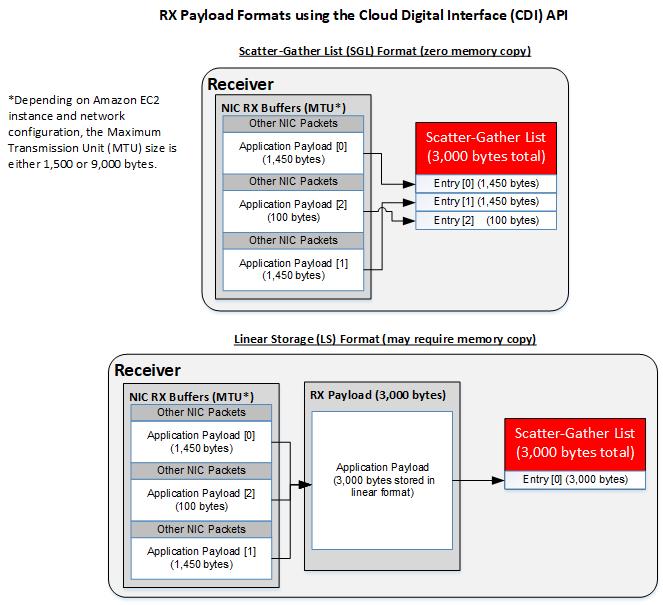 RX Payload Formats using the Cloud Digital Interface (CDI) API
Scatter-Gather List (SGL) Format (zero memory copy)
*Depending on Amazon EC2
instance and network
configuration, the Maximum
Transmission Unit (MTU) size is
either 1,500 or 9,000 bytes.
Receiver
NIC RX Buffers (MTU*)
Other NIC Packets
Application Payload [0]
(1,450 bytes)
Other NIC Packets
Application Payload [2]
(100 bytes)
Other NIC Packets
Application Payload [1]
(1,450 bytes)
Scatter-Gather List
(3,000 bytes total)
Entry [0] (1,450 bytes)
Entry [1] (1,450 bytes)
Entry [2] (100 bytes)
Linear Storage (LS) Format (may require memory copy)
Receiver
NIC RX Buffers (MTU*)
Other NIC Packets
Application Payload [0]
(1,450 bytes)
Other NIC Packets
Application Payload [2]
(100 bytes)
Other NIC Packets
Application Payload [1]
(1,450 bytes)
RX Payload (3,000 bytes)
Application Payload
(3,000 bytes stored in
linear format)
Scatter-Gather List
(3,000 bytes total)
Entry [0] (3,000 bytes)